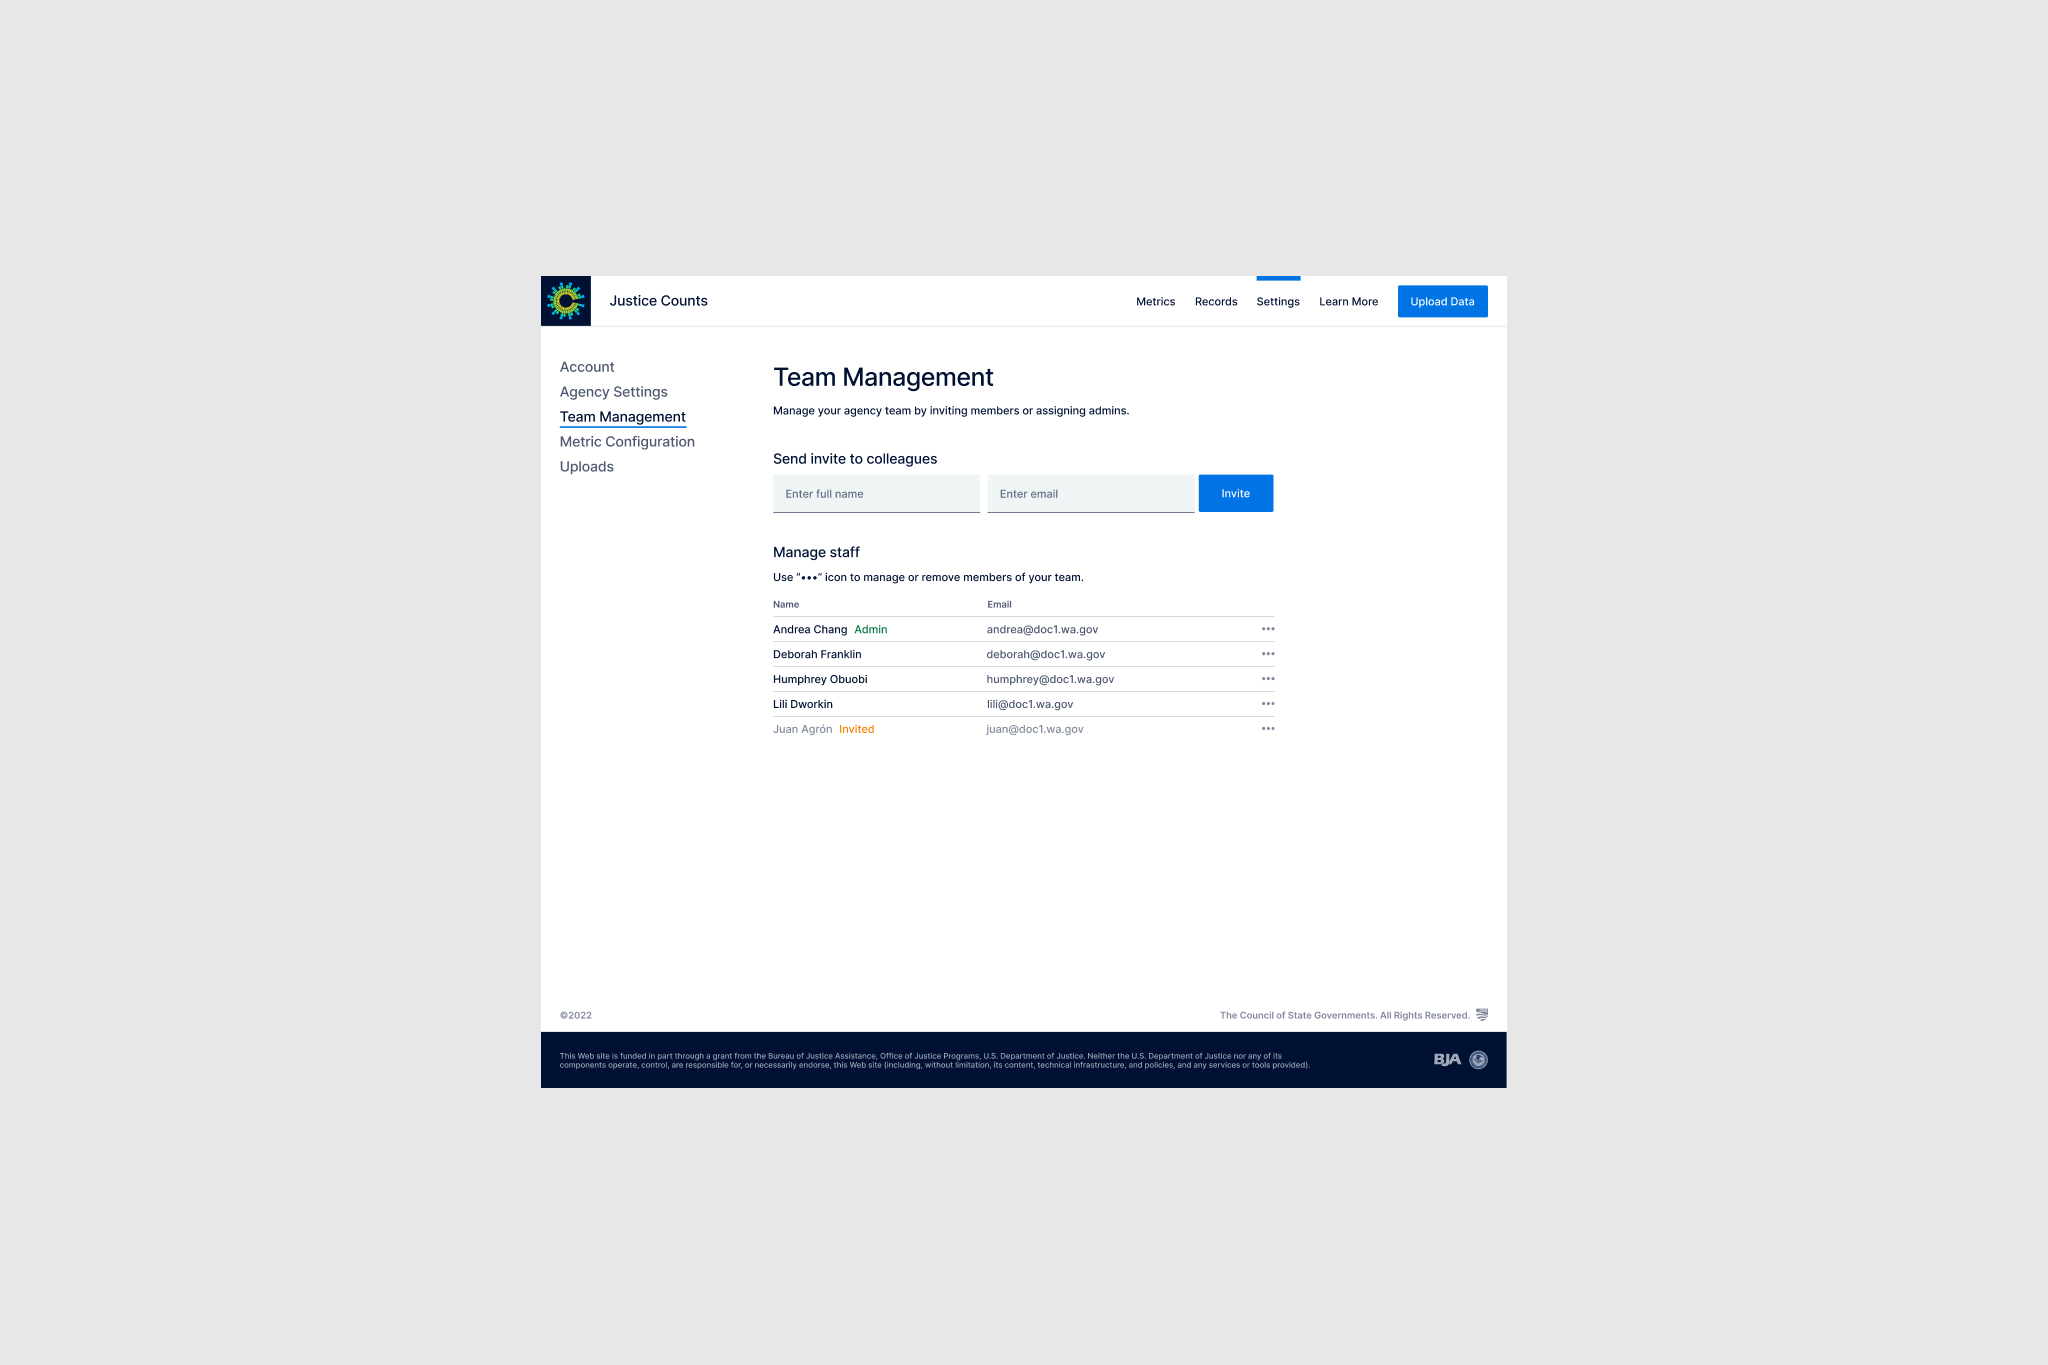 Justice Counts
Metrics Records Settings Learn More Upload Data
Account
Agency Settings
Team Management
Metric Configuration
Uploads
Team Management
Manage your agency team by inviting members or assigning admins.
Send invite to colleagues
Enter full name Enter email Invite
Manage staff
Use “•••” icon to manage or remove members of your team.
Name Email
Andrea Chang Admin andrea@doc1.wa.gov •••
Deborah Franklin deborah@doc1.wa.gov •••
Humphrey Obuobi humphrey@doc1.wa.gov •••
Lili Dworkin lili@doc1.wa.gov •••
Juan Agrón Invited juan@doc1.wa.gov •••
©2022 The Council of State Governments. All Rights Reserved.
This Web site is funded in part through a grant from the Bureau of Justice Assistance, Office of Justice Programs, U.S. Department of Justice. Neither the U.S. Department of Justice nor any of its
components operate, control, are responsible for, or necessarily endorse, this Web site (including, without limitation, its content, technical infrastructure, and policies, and any services or tools provided).
BJA